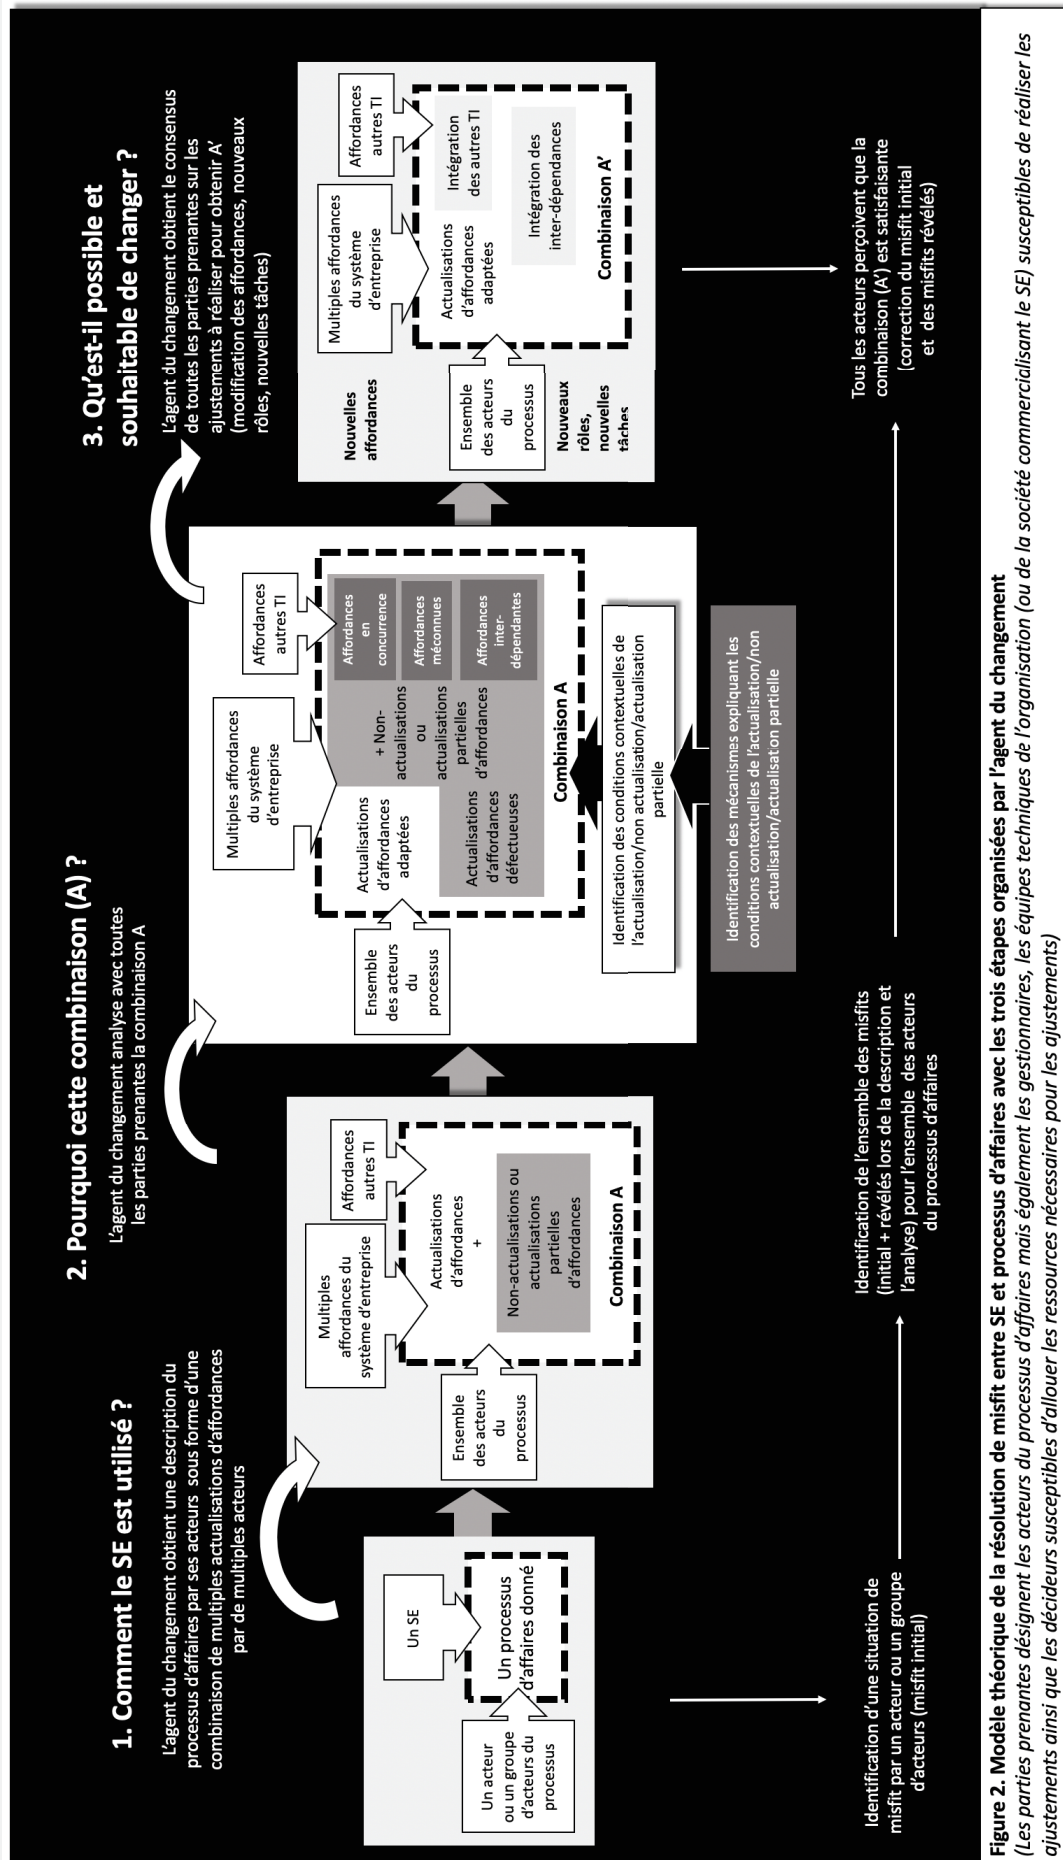 1. Comment le SE est utilisé ?
L'agent du changement obtient une description du
processus d'affaires par ses acteurs sous forme d'une
combinaison de multiples actualisations d'affordances
par de multiples acteurs
2. Pourquoi cette combinaison (A) ?
L'agent du changement analyse avec toutes
les parties prenantes la combinaison A
3. Qu'est-il possible et
souhaitable de changer ?
L'agent du changement obtient le consensus
de toutes les parties prenantes sur les
ajustements à réaliser pour obtenir A'
(modification des affordances, nouveaux
rôles, nouvelles tâches)
Un SE
Un processus
d'affaires donné
Un acteur
ou un groupe
d'acteurs du
processus
Multiples
affordances du
système d'entreprise
Affordances
autres TI
Ensemble
des acteurs
du
processus
Actualisations
d'affordances
+
Non-actualisations ou
actualisations
partielles
d'affordances
Combinaison A
Multiples affordances
du système
d'entreprise
Affordances
autres TI
Ensemble
des acteurs
du
processus
Actualisations
d'affordances
adaptées
+ Non-
actualisations
ou
actualisations
partielles
d'affordances
Affordances
en
concurrence
Affordances
méconnues
Affordances
inter-
dépendantes
Actualisations
d'affordances
défectueuses
Combinaison A
Identification des conditions contextuelles de
l'actualisation/non actualisation/actualisation
partielle
Identification des mécanismes expliquant les
conditions contextuelles de l'actualisation/non
actualisation/actualisation partielle
Nouvelles
affordances
Multiples affordances
du système
d'entreprise
Affordances
autres TI
Ensemble
des acteurs
du
processus
Actualisations
d'affordances
adaptées
Intégration
des autres TI
Intégration des
inter-dépendances
Combinaison A'
Nouveaux
rôles,
nouvelles
tâches
Identification d'une situation de
misfit par un acteur ou un groupe
d'acteurs (misfit initial)
Identification de l'ensemble des misfits
(initial + révélés lors de la description et
l'analyse) pour l'ensemble des acteurs
du processus d'affaires
Tous les acteurs perçoivent que la
combinaison (A') est satisfaisante
(correction du misfit initial
et des misfits révélés)
Figure 2. Modèle théorique de la résolution de misfit entre SE et processus d'affaires avec les trois étapes organisées par l'agent du changement
(Les parties prenantes désignent les acteurs du processus d'affaires mais également les gestionnaires, les équipes techniques de l'organisation (ou de la société commercialisant le SE) susceptibles de réaliser les
ajustements ainsi que les décideurs susceptibles d'allouer les ressources nécessaires pour les ajustements)